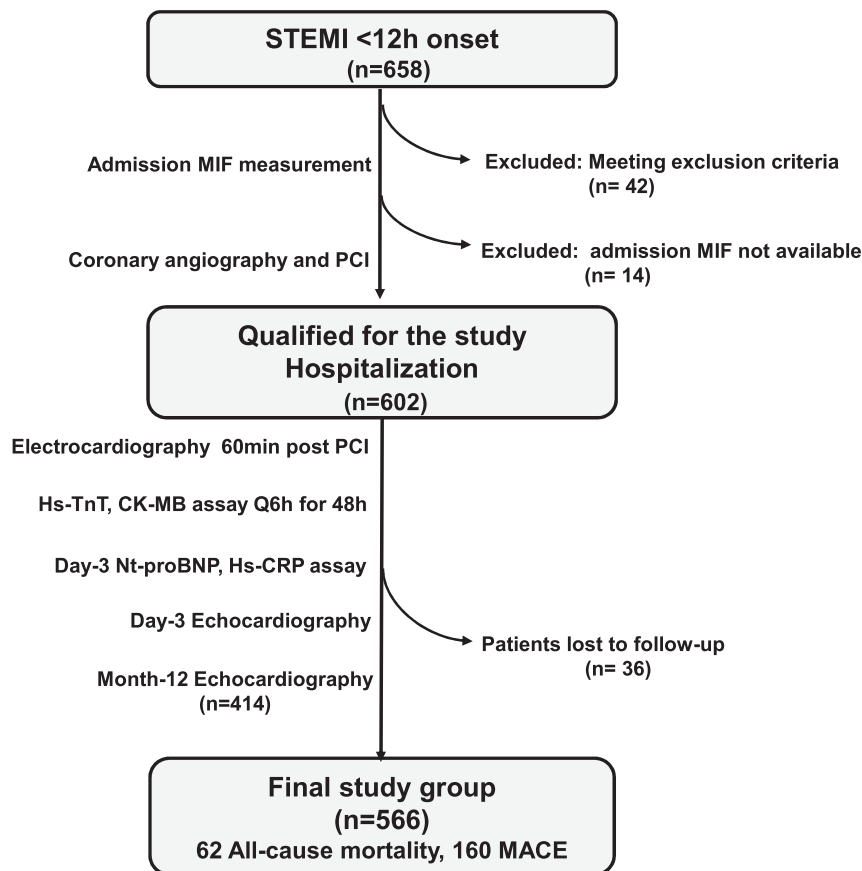 STEMI <12h onset
(n=658)
Admission MIF measurement
Excluded: Meeting exclusion criteria
(n= 42)
Coronary angiography and PCI
Excluded: admission MIF not available
(n= 14)
Qualified for the study
Hospitalization
(n=602)
Electrocardiography 60min post PCI
Hs-TnT, CK-MB assay Q6h for 48h
Day-3 Nt-proBNP, Hs-CRP assay
Day-3 Echocardiography
Patients lost to follow-up
(n= 36)
Month-12 Echocardiography
(n=414)
Final study group
(n=566)
62 All-cause mortality, 160 MACE